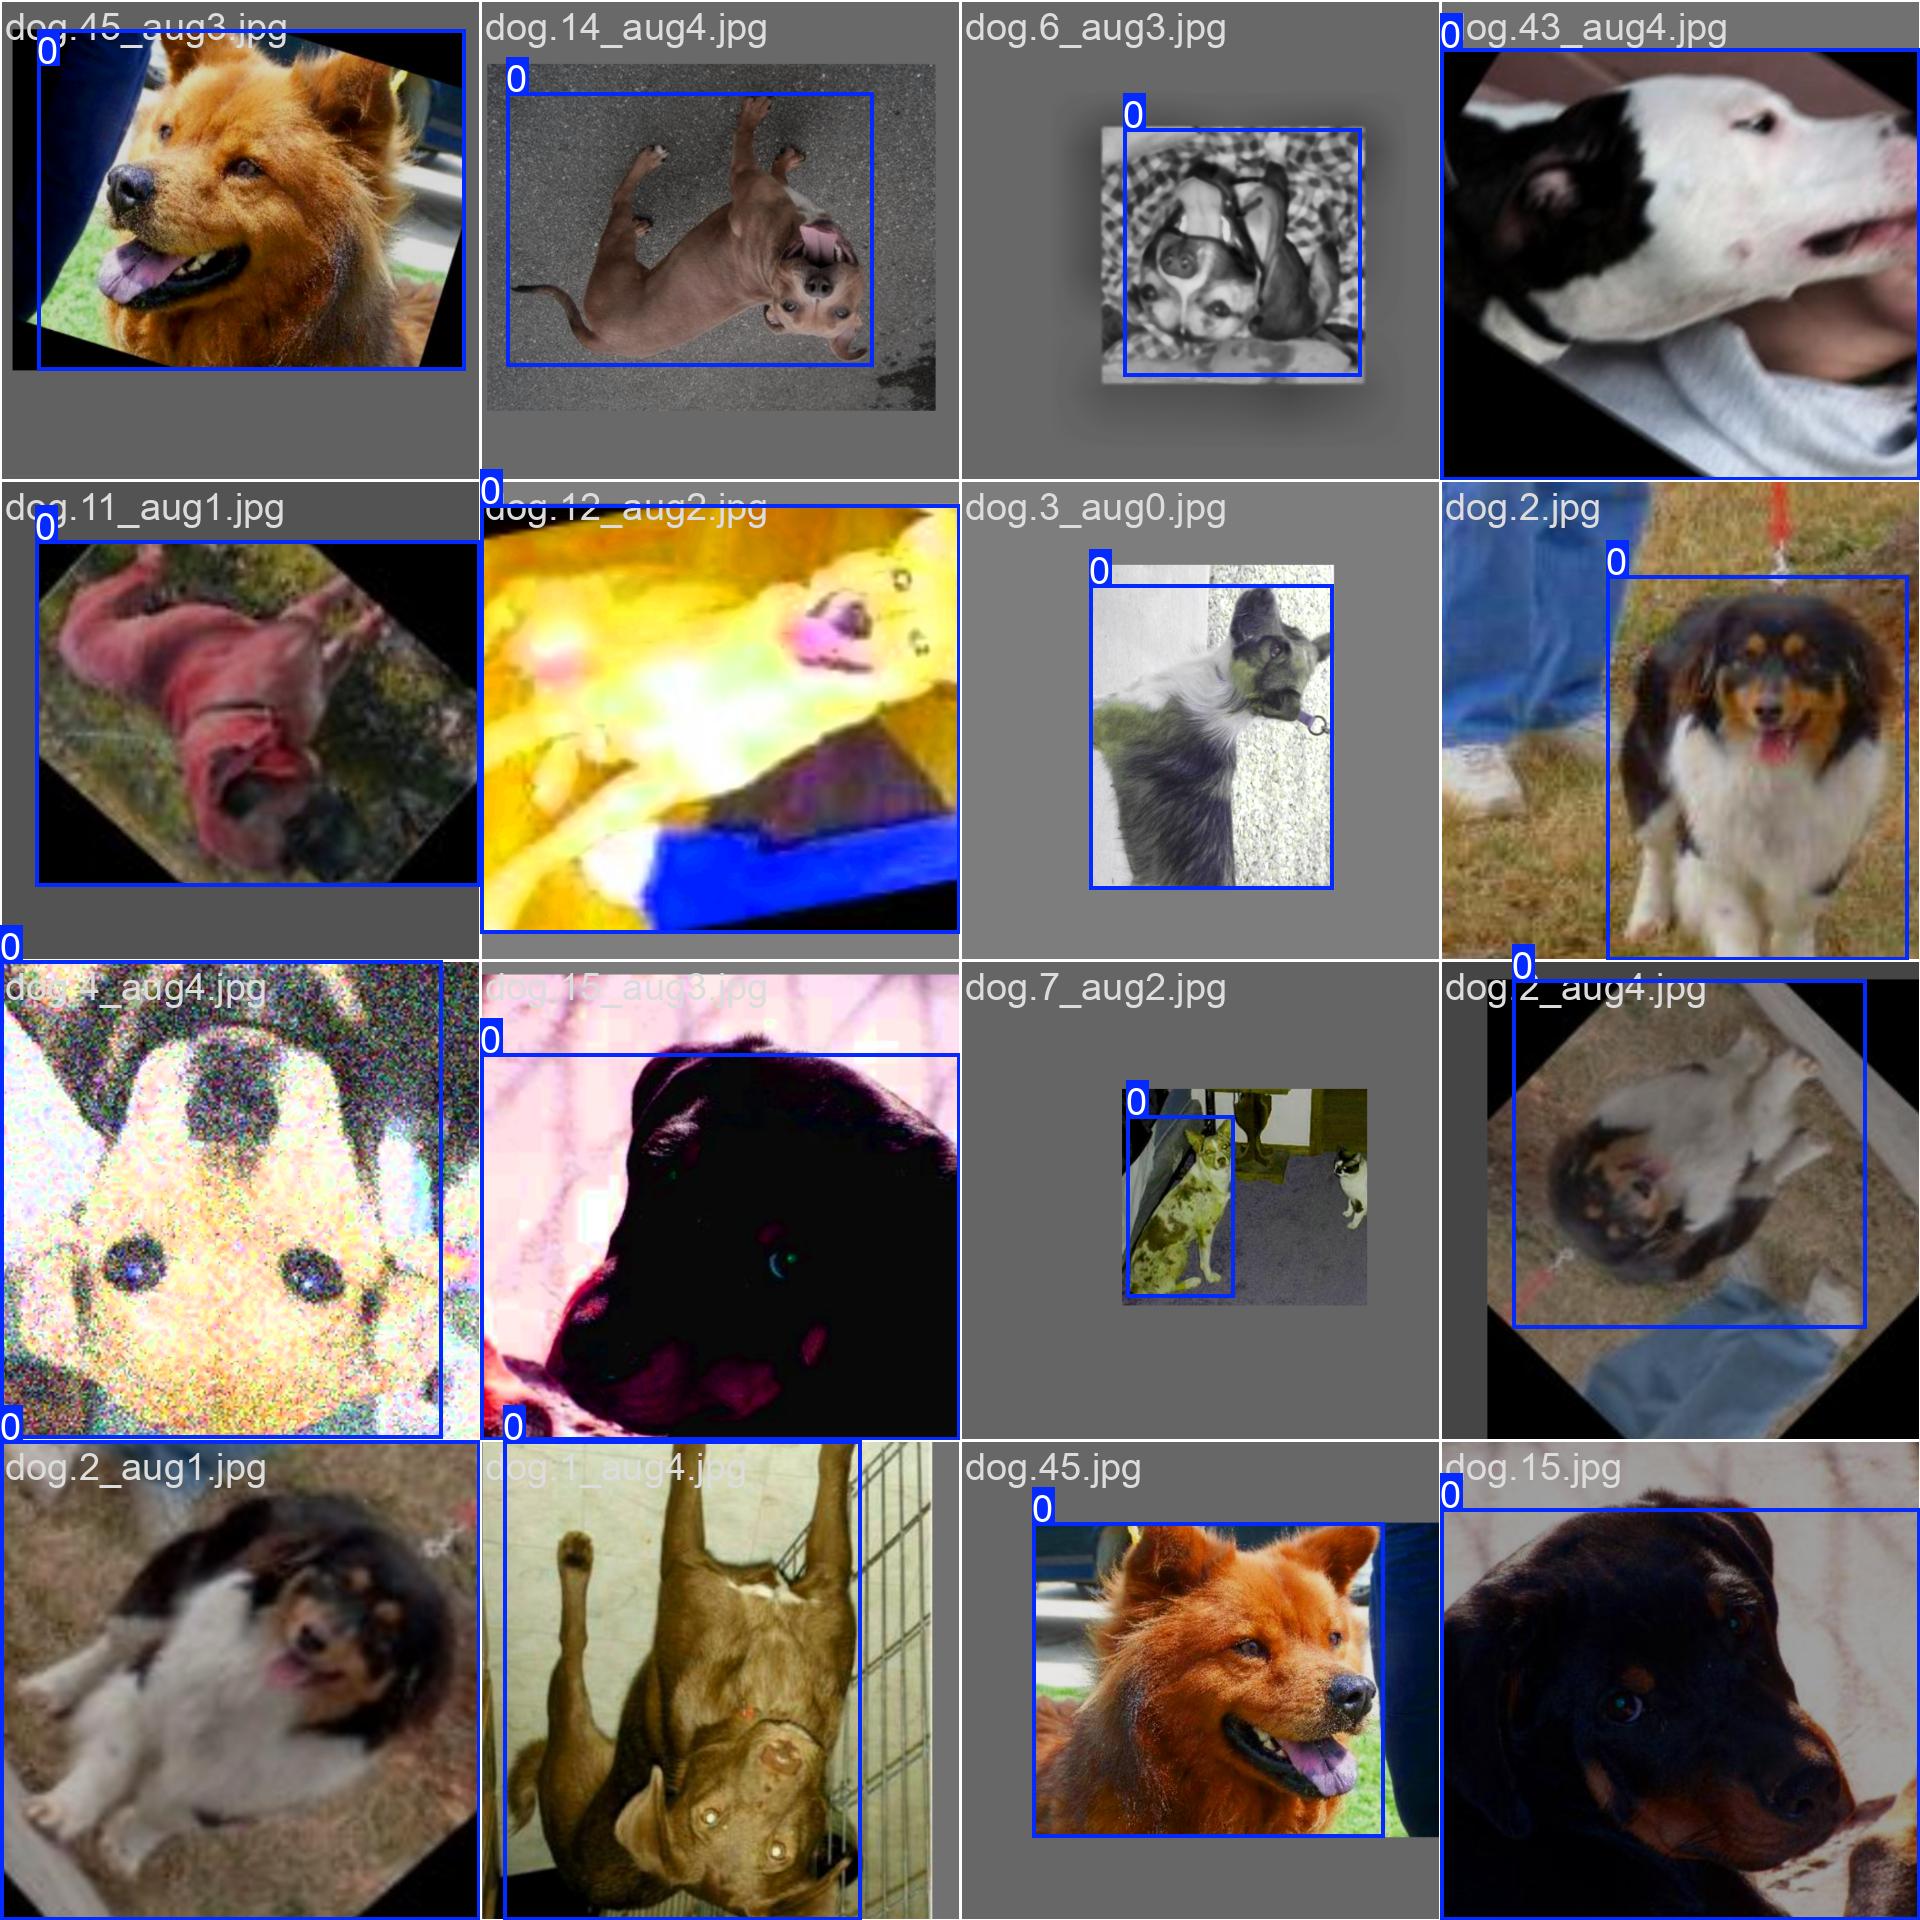 dog.45_aug3.jpg
0
dog.14_aug4.jpg
0
dog.6_aug3.jpg
0
dog.43_aug4.jpg
0
dog.11_aug1.jpg
0
dog.12_aug2.jpg
0
dog.3_aug0.jpg
0
dog.2.jpg
0
dog.4_aug4.jpg
0
dog.15_aug3.jpg
0
dog.7_aug2.jpg
0
dog.2_aug4.jpg
0
dog.2_aug1.jpg
0
dog.1_aug4.jpg
0
dog.45.jpg
0
dog.15.jpg
0